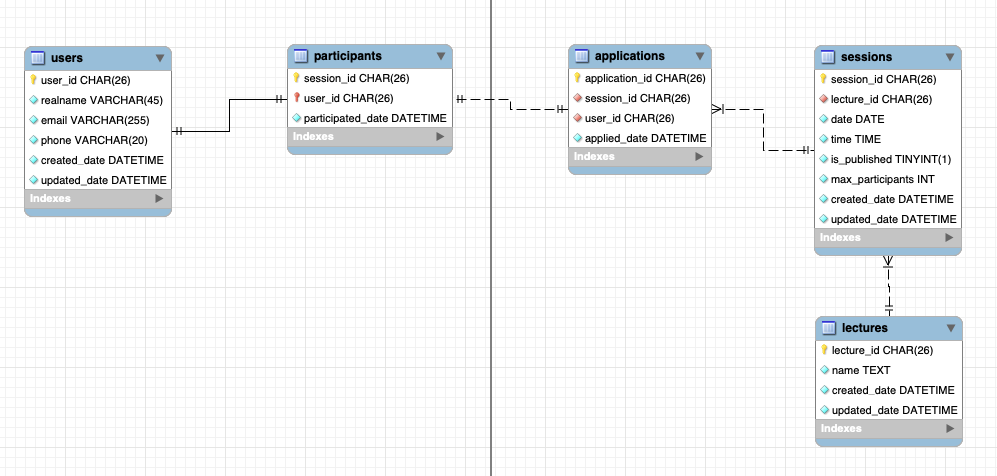 users
user_id CHAR(26)
realname VARCHAR(45)
email VARCHAR(255)
phone VARCHAR(20)
created_date DATETIME
updated_date DATETIME
Indexes
participants
session_id CHAR(26)
user_id CHAR(26)
participated_date DATETIME
Indexes
applications
application_id CHAR(26)
session_id CHAR(26)
user_id CHAR(26)
applied_date DATETIME
Indexes
sessions
session_id CHAR(26)
lecture_id CHAR(26)
date DATE
time TIME
is_published TINYINT(1)
max_participants INT
created_date DATETIME
updated_date DATETIME
Indexes
lectures
lecture_id CHAR(26)
name TEXT
created_date DATETIME
updated_date DATETIME
Indexes